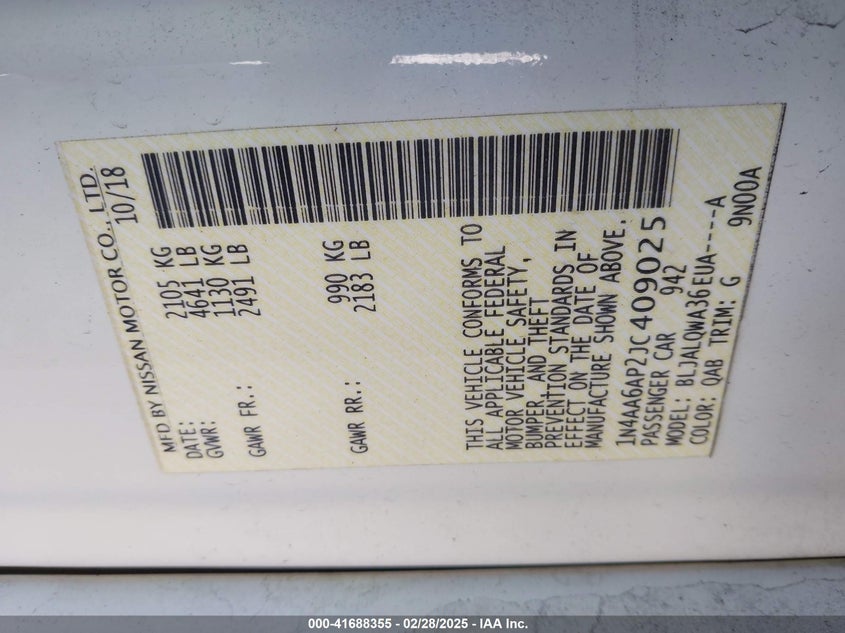 MFD BY NISSAN MOTOR CO., LTD.
DATE: 10/18
GVWR: 2105 KG
4641 LB
GAWR FR.: 1130 KG
2491 LB
GAWR RR.: 990 KG
2183 LB
THIS VEHICLE CONFORMS TO
ALL APPLICABLE FEDERAL
MOTOR VEHICLE SAFETY,
BUMPER, AND THEFT
PREVENTION STANDARDS IN
EFFECT ON THE DATE OF
MANUFACTURE SHOWN ABOVE.
1N4AA6AP2JC409025
PASSENGER CAR 942
MODEL: BLJALQWA36EUA----A
COLOR: QAB TRIM: G 9N00A
000-41688355 — 02/28/2025 — IAA Inc.